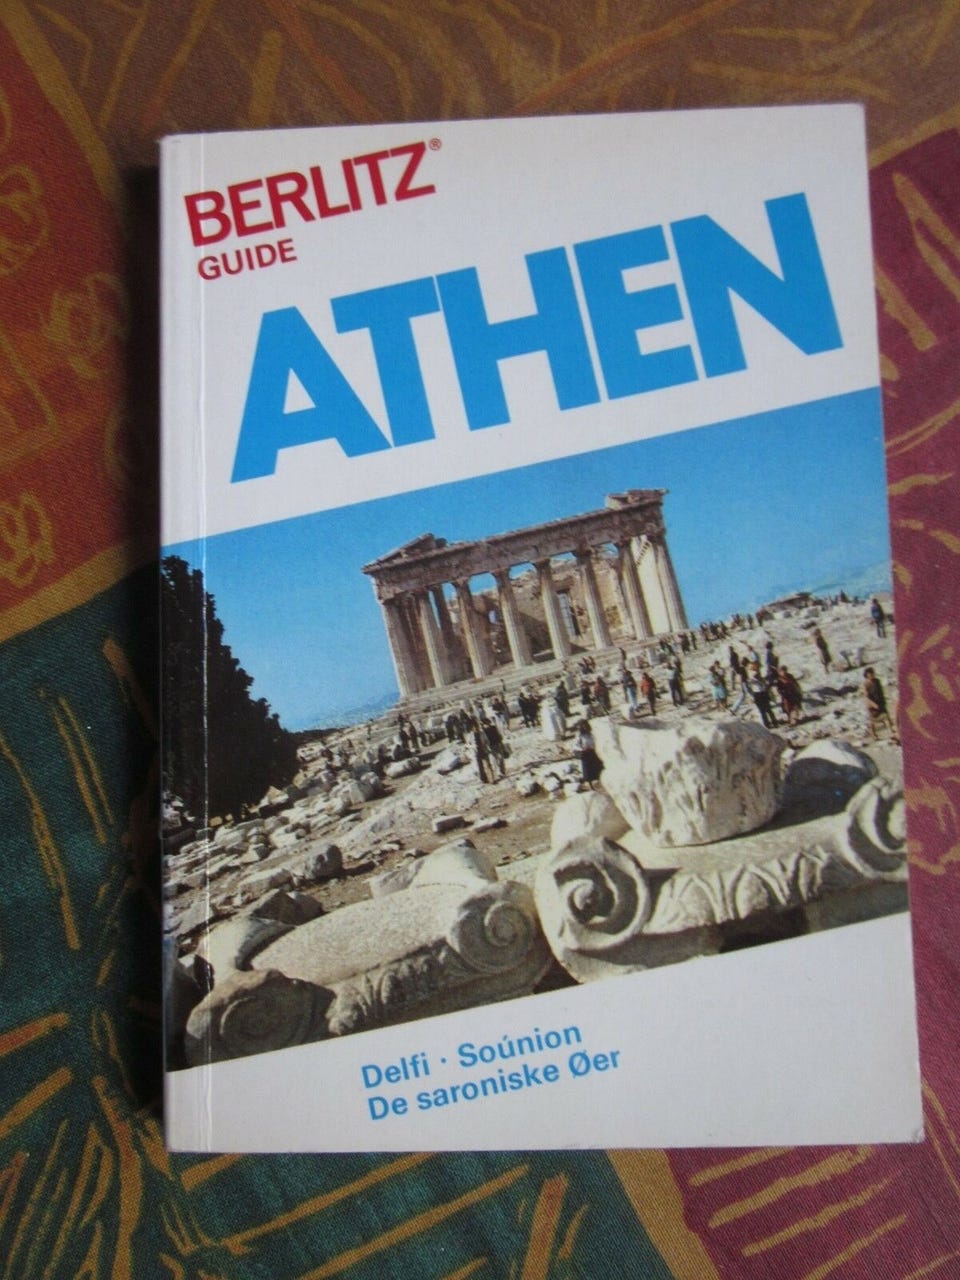 BERLITZ®
GUIDE
ATHEN
Delfi · Soúnion
De saroniske Øer